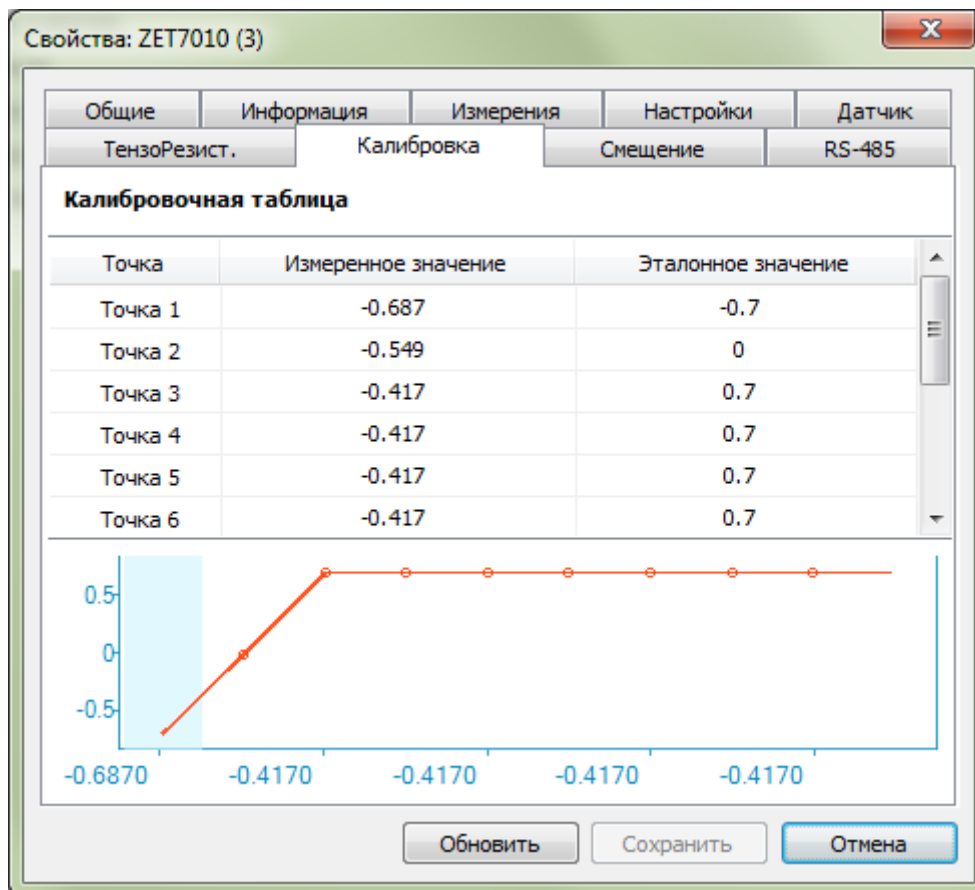 Свойства: ZET7010 (3)
Общие Информация Измерения Настройки Датчик
ТензоРезист. Калибровка Смещение RS-485
Калибровочная таблица
Точка Измеренное значение Эталонное значение
Точка 1 -0.687 -0.7
Точка 2 -0.549 0
Точка 3 -0.417 0.7
Точка 4 -0.417 0.7
Точка 5 -0.417 0.7
Точка 6 -0.417 0.7
0.5
0
-0.5
-0.6870 -0.4170 -0.4170 -0.4170 -0.4170
Обновить Сохранить Отмена